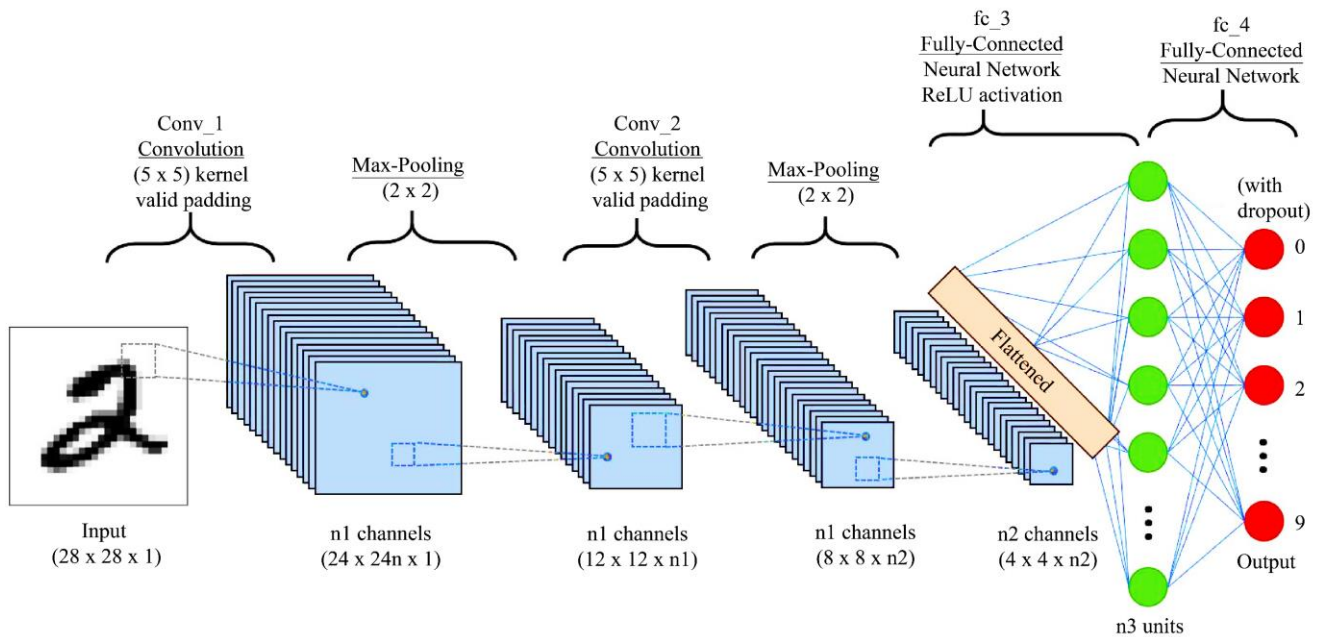 fc_3
Fully-Connected
Neural Network
ReLU activation
fc_4
Fully-Connected
Neural Network
Conv_1
Convolution
(5 x 5) kernel
valid padding
Max-Pooling
(2 x 2)
Conv_2
Convolution
(5 x 5) kernel
valid padding
Max-Pooling
(2 x 2)
(with
dropout)
0
1
2
9
Output
Flattened
Input
(28 x 28 x 1)
n1 channels
(24 x 24n x 1)
n1 channels
(12 x 12 x n1)
n1 channels
(8 x 8 x n2)
n2 channels
(4 x 4 x n2)
n3 units
2